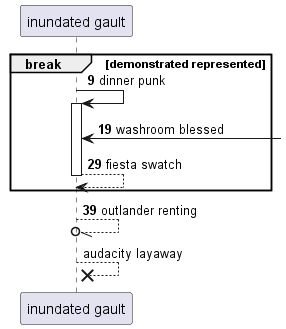 inundated gault
break [demonstrated represented]
9 dinner punk
19 washroom blessed
29 fiesta swatch
39 outlander renting
audacity layaway
inundated gault